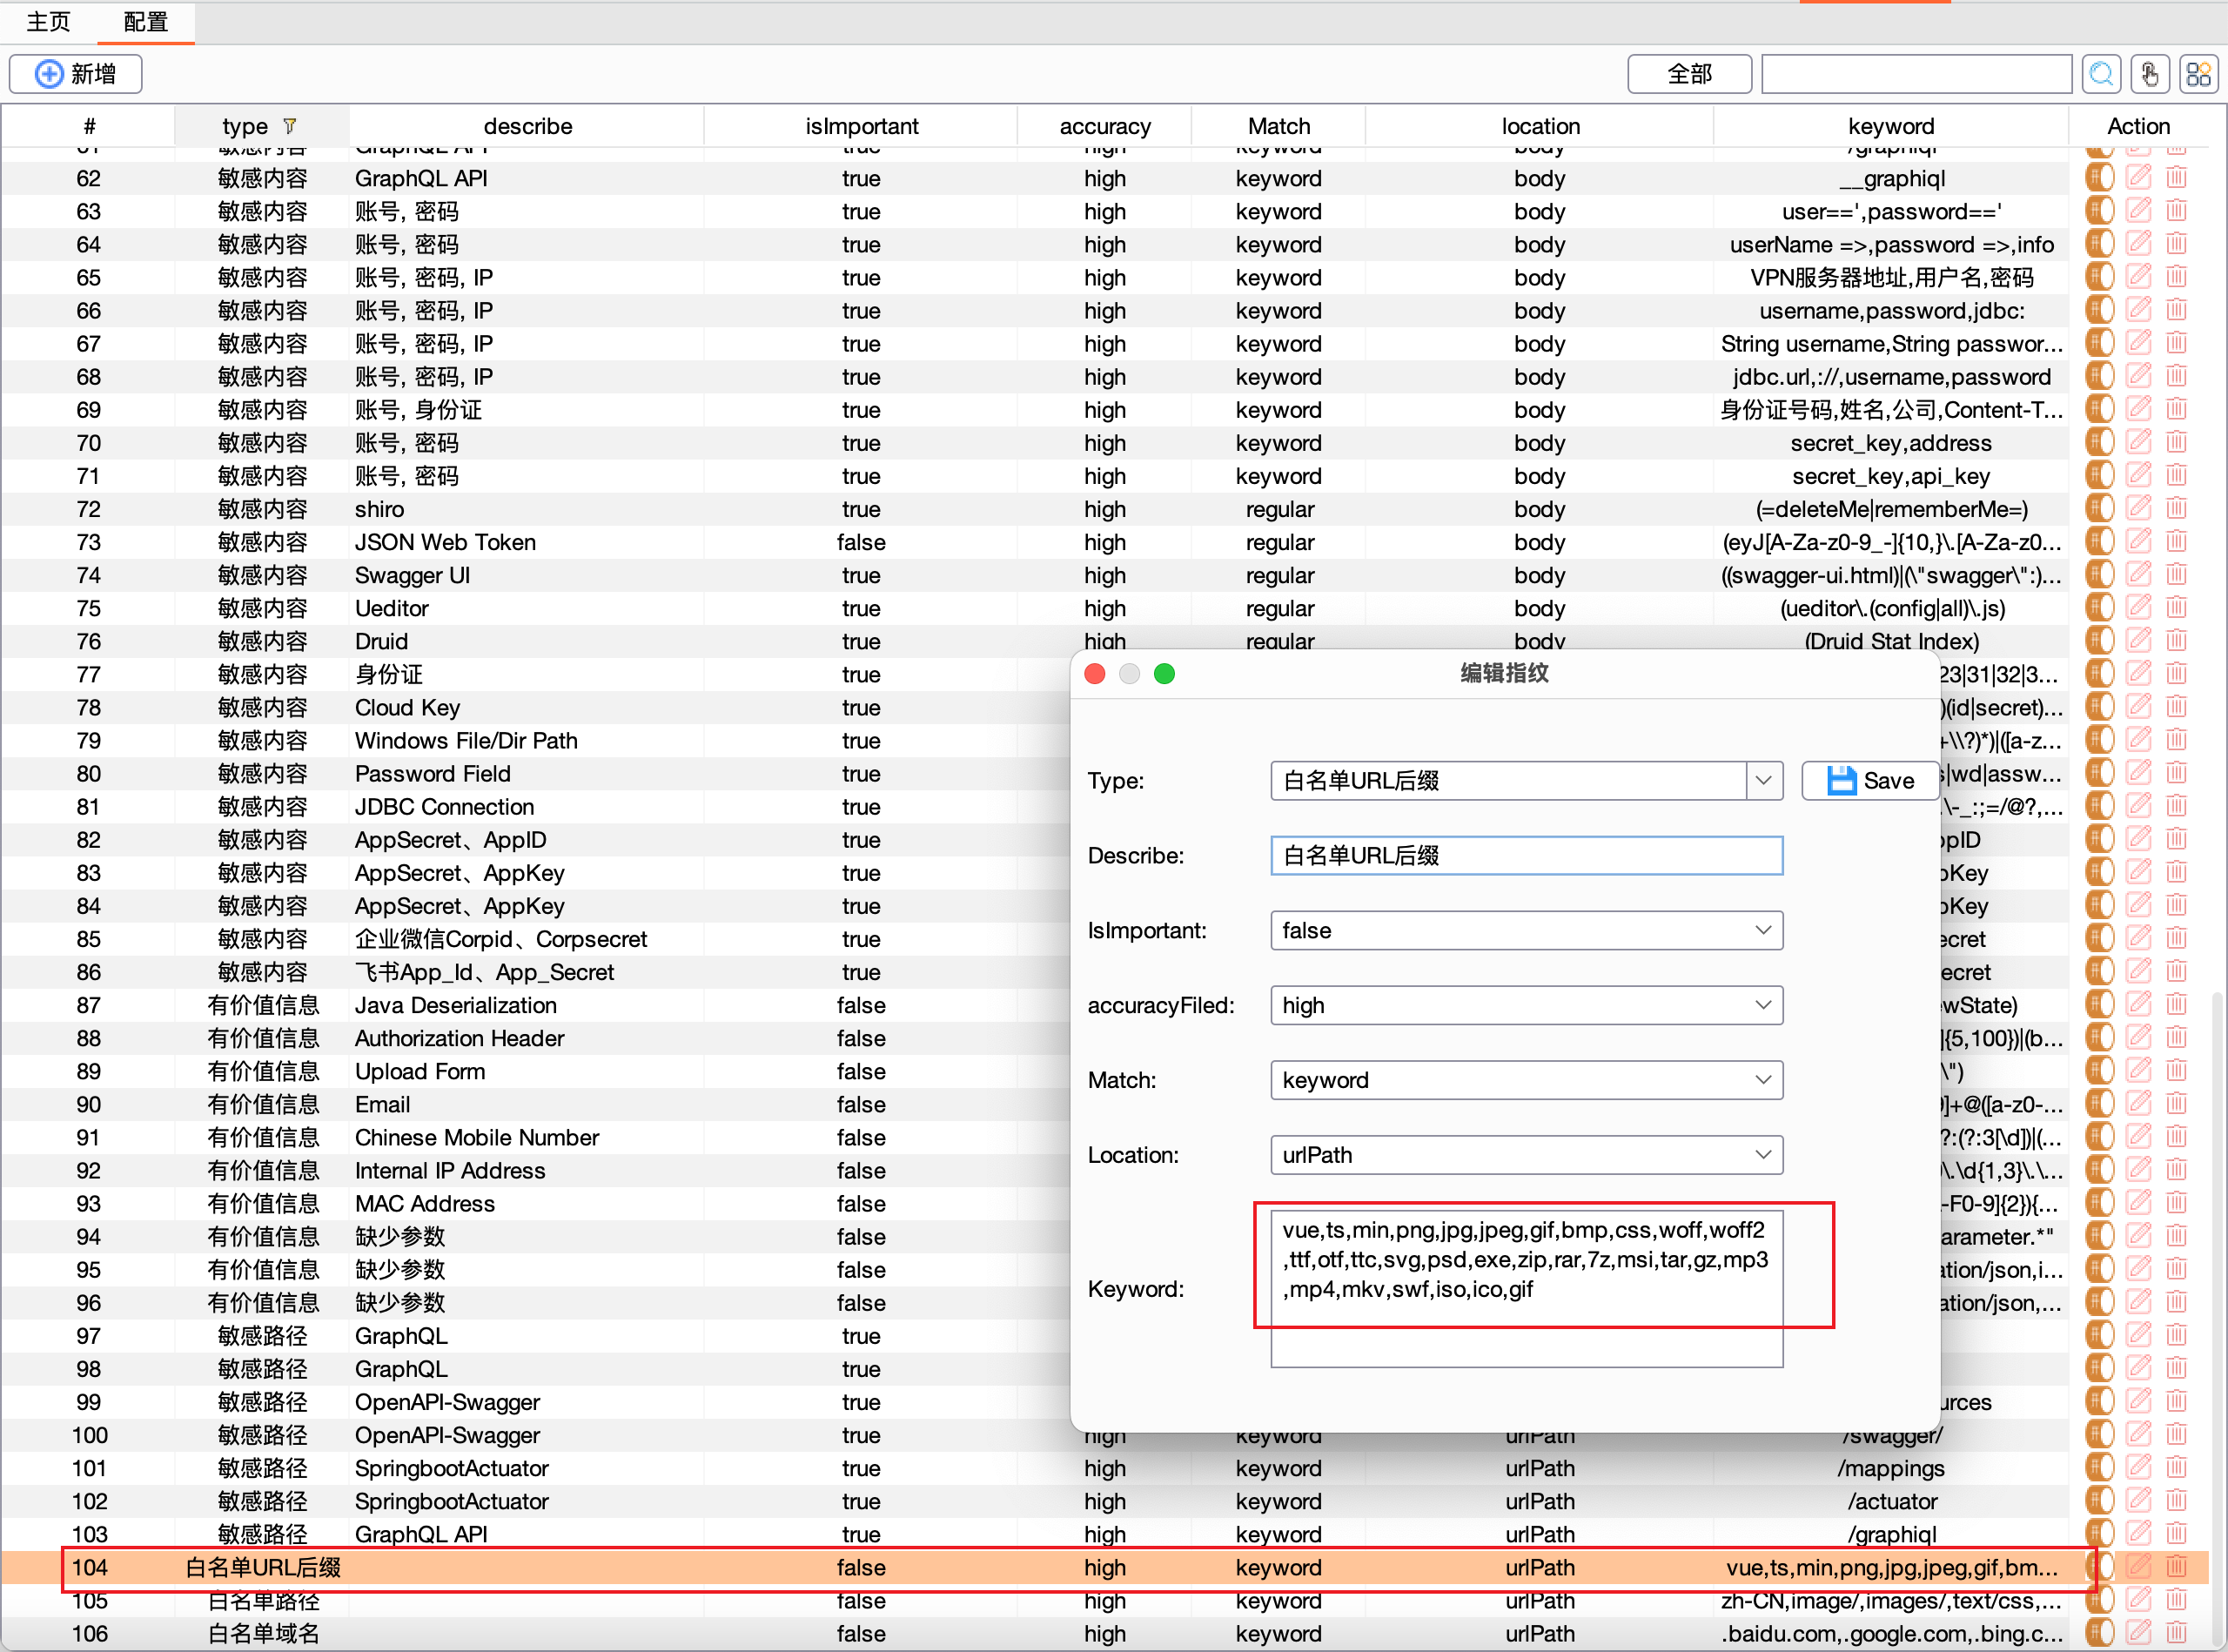 主页 配置
新增 全部
# type describe isImportant accuracy Match location keyword Action
62 敏感内容 GraphQL API true high keyword body __graphiql
63 敏感内容 账号, 密码 true high keyword body user==',password=='
64 敏感内容 账号, 密码 true high keyword body userName =>,password =>,info
65 敏感内容 账号, 密码, IP true high keyword body VPN服务器地址,用户名,密码
66 敏感内容 账号, 密码, IP true high keyword body username,password,jdbc:
67 敏感内容 账号, 密码, IP true high keyword body String username,String passwor...
68 敏感内容 账号, 密码, IP true high keyword body jdbc.url,://,username,password
69 敏感内容 账号, 身份证 true high keyword body 身份证号码,姓名,公司,Content-T...
70 敏感内容 账号, 密码 true high keyword body secret_key,address
71 敏感内容 账号, 密码 true high keyword body secret_key,api_key
72 敏感内容 shiro true high regular body (=deleteMe|rememberMe=)
73 敏感内容 JSON Web Token false high regular body (eyJ[A-Za-z0-9_-]{10,}\.[A-Za-z0...
74 敏感内容 Swagger UI true high regular body ((swagger-ui.html)|(\"swagger\":)...
75 敏感内容 Ueditor true high regular body (ueditor\.(config|all)\.js)
76 敏感内容 Druid true high regular body (Druid Stat Index)
77 敏感内容 身份证 true 23|31|32|3...
78 敏感内容 Cloud Key true )(id|secret)...
79 敏感内容 Windows File/Dir Path true +\\?)*)|([a-z...
80 敏感内容 Password Field true s|wd|assw...
81 敏感内容 JDBC Connection true \-_:;=/@?,...
82 敏感内容 AppSecret、AppID true ppID
83 敏感内容 AppSecret、AppKey true pKey
84 敏感内容 AppSecret、AppKey true pKey
85 敏感内容 企业微信Corpid、Corpsecret true ecret
86 敏感内容 飞书App_Id、App_Secret true ecret
87 有价值信息 Java Deserialization false ewState)
88 有价值信息 Authorization Header false ]{5,100})|(b...
89 有价值信息 Upload Form false \")
90 有价值信息 Email false ]+@([a-z0-...
91 有价值信息 Chinese Mobile Number false ?:(?:3[\d])|(...
92 有价值信息 Internal IP Address false \.\d{1,3}\.\...
93 有价值信息 MAC Address false -F0-9]{2}){...
94 有价值信息 缺少参数 false arameter.*"
95 有价值信息 缺少参数 false ation/json,i...
96 有价值信息 缺少参数 false ation/json,...
97 敏感路径 GraphQL true
98 敏感路径 GraphQL true
99 敏感路径 OpenAPI-Swagger true urces
100 敏感路径 OpenAPI-Swagger true high keyword urlPath /swagger/
101 敏感路径 SpringbootActuator true high keyword urlPath /mappings
102 敏感路径 SpringbootActuator true high keyword urlPath /actuator
103 敏感路径 GraphQL API true high keyword urlPath /graphiql
104 白名单URL后缀 false high keyword urlPath vue,ts,min,png,jpg,jpeg,gif,bm...
105 白名单路径 false high keyword urlPath zh-CN,image/,images/,text/css,...
106 白名单域名 false high keyword urlPath .baidu.com,.google.com,.bing.c...
编辑指纹
Type: 白名单URL后缀 Save
Describe: 白名单URL后缀
IsImportant: false
accuracyFiled: high
Match: keyword
Location: urlPath
Keyword:
vue,ts,min,png,jpg,jpeg,gif,bmp,css,woff,woff2
,ttf,otf,ttc,svg,psd,exe,zip,rar,7z,msi,tar,gz,mp3
,mp4,mkv,swf,iso,ico,gif